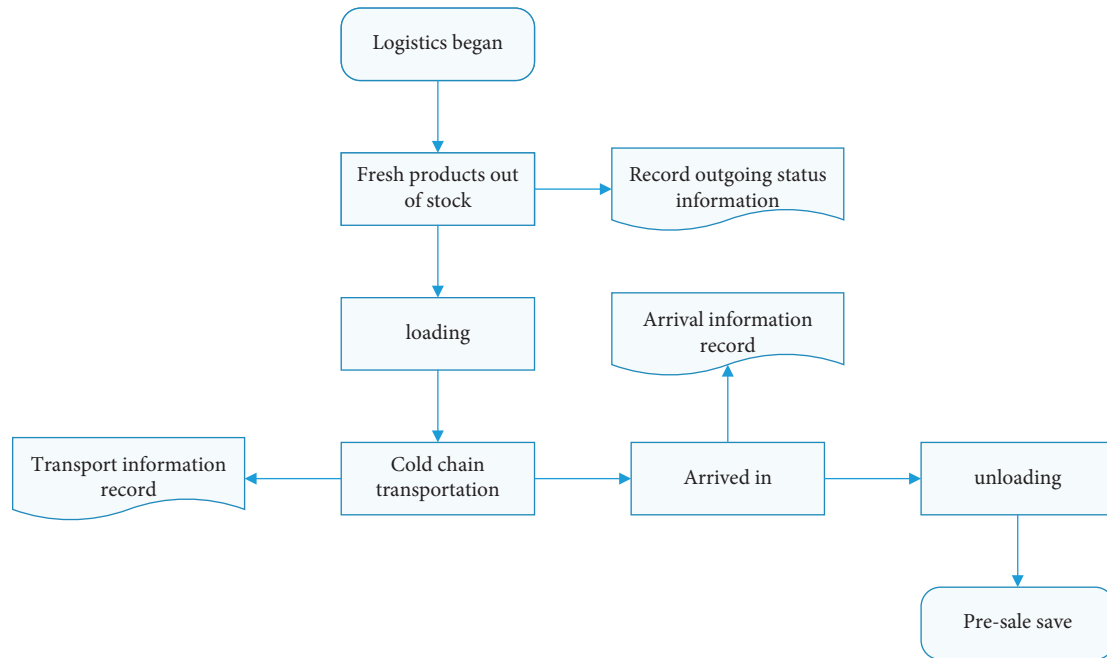 Logistics began
Fresh products out
of stock
Record outgoing status
information
loading
Arrival information
record
Transport information
record
Cold chain
transportation
Arrived in
unloading
Pre-sale save